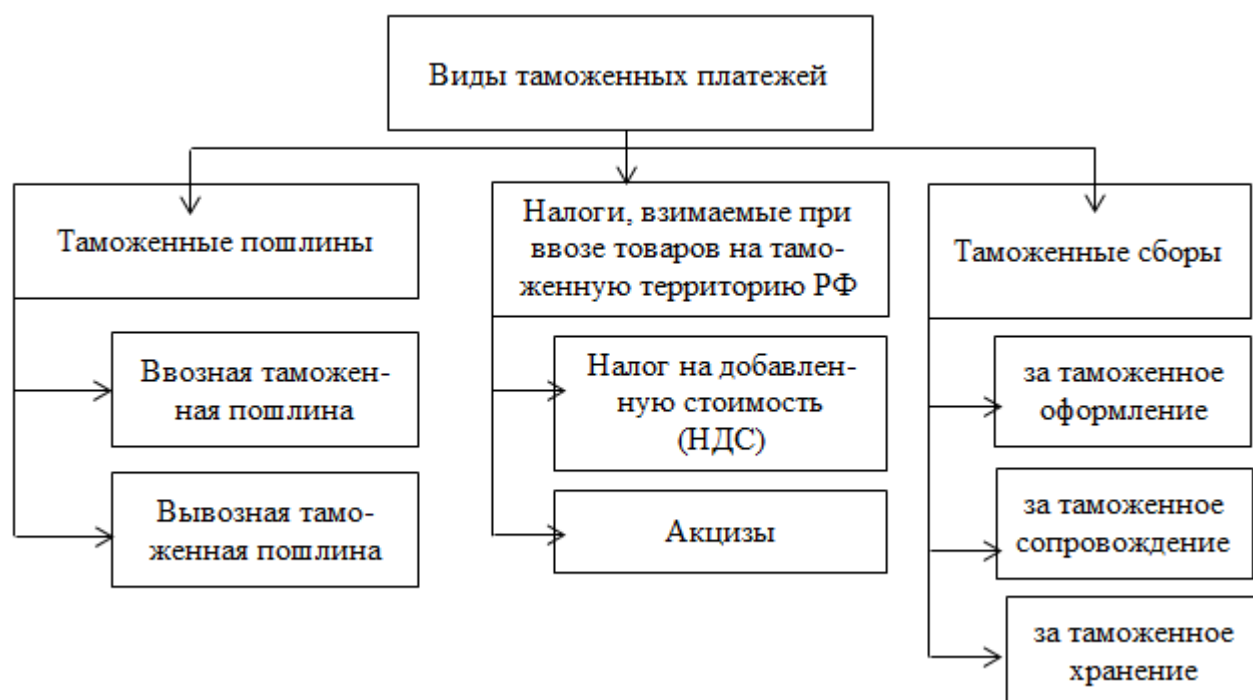 Виды таможенных платежей
Таможенные пошлины
Ввозная таможен-
ная пошлина
Вывозная тамо-
женная пошлина
Налоги, взимаемые при
ввозе товаров на тамо-
женную территорию РФ
Налог на добавлен-
ную стоимость
(НДС)
Акцизы
Таможенные сборы
за таможенное
оформление
за таможенное
сопровождение
за таможенное
хранение